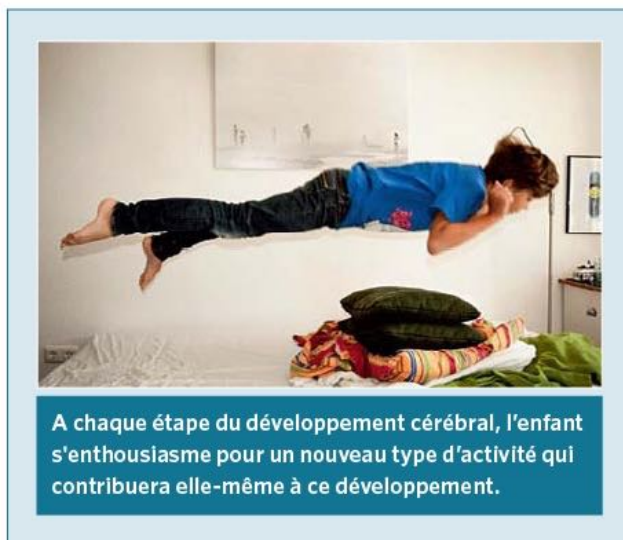 A chaque étape du développement cérébral, l'enfant
s'enthousiasme pour un nouveau type d'activité qui
contribuera elle-même à ce développement.